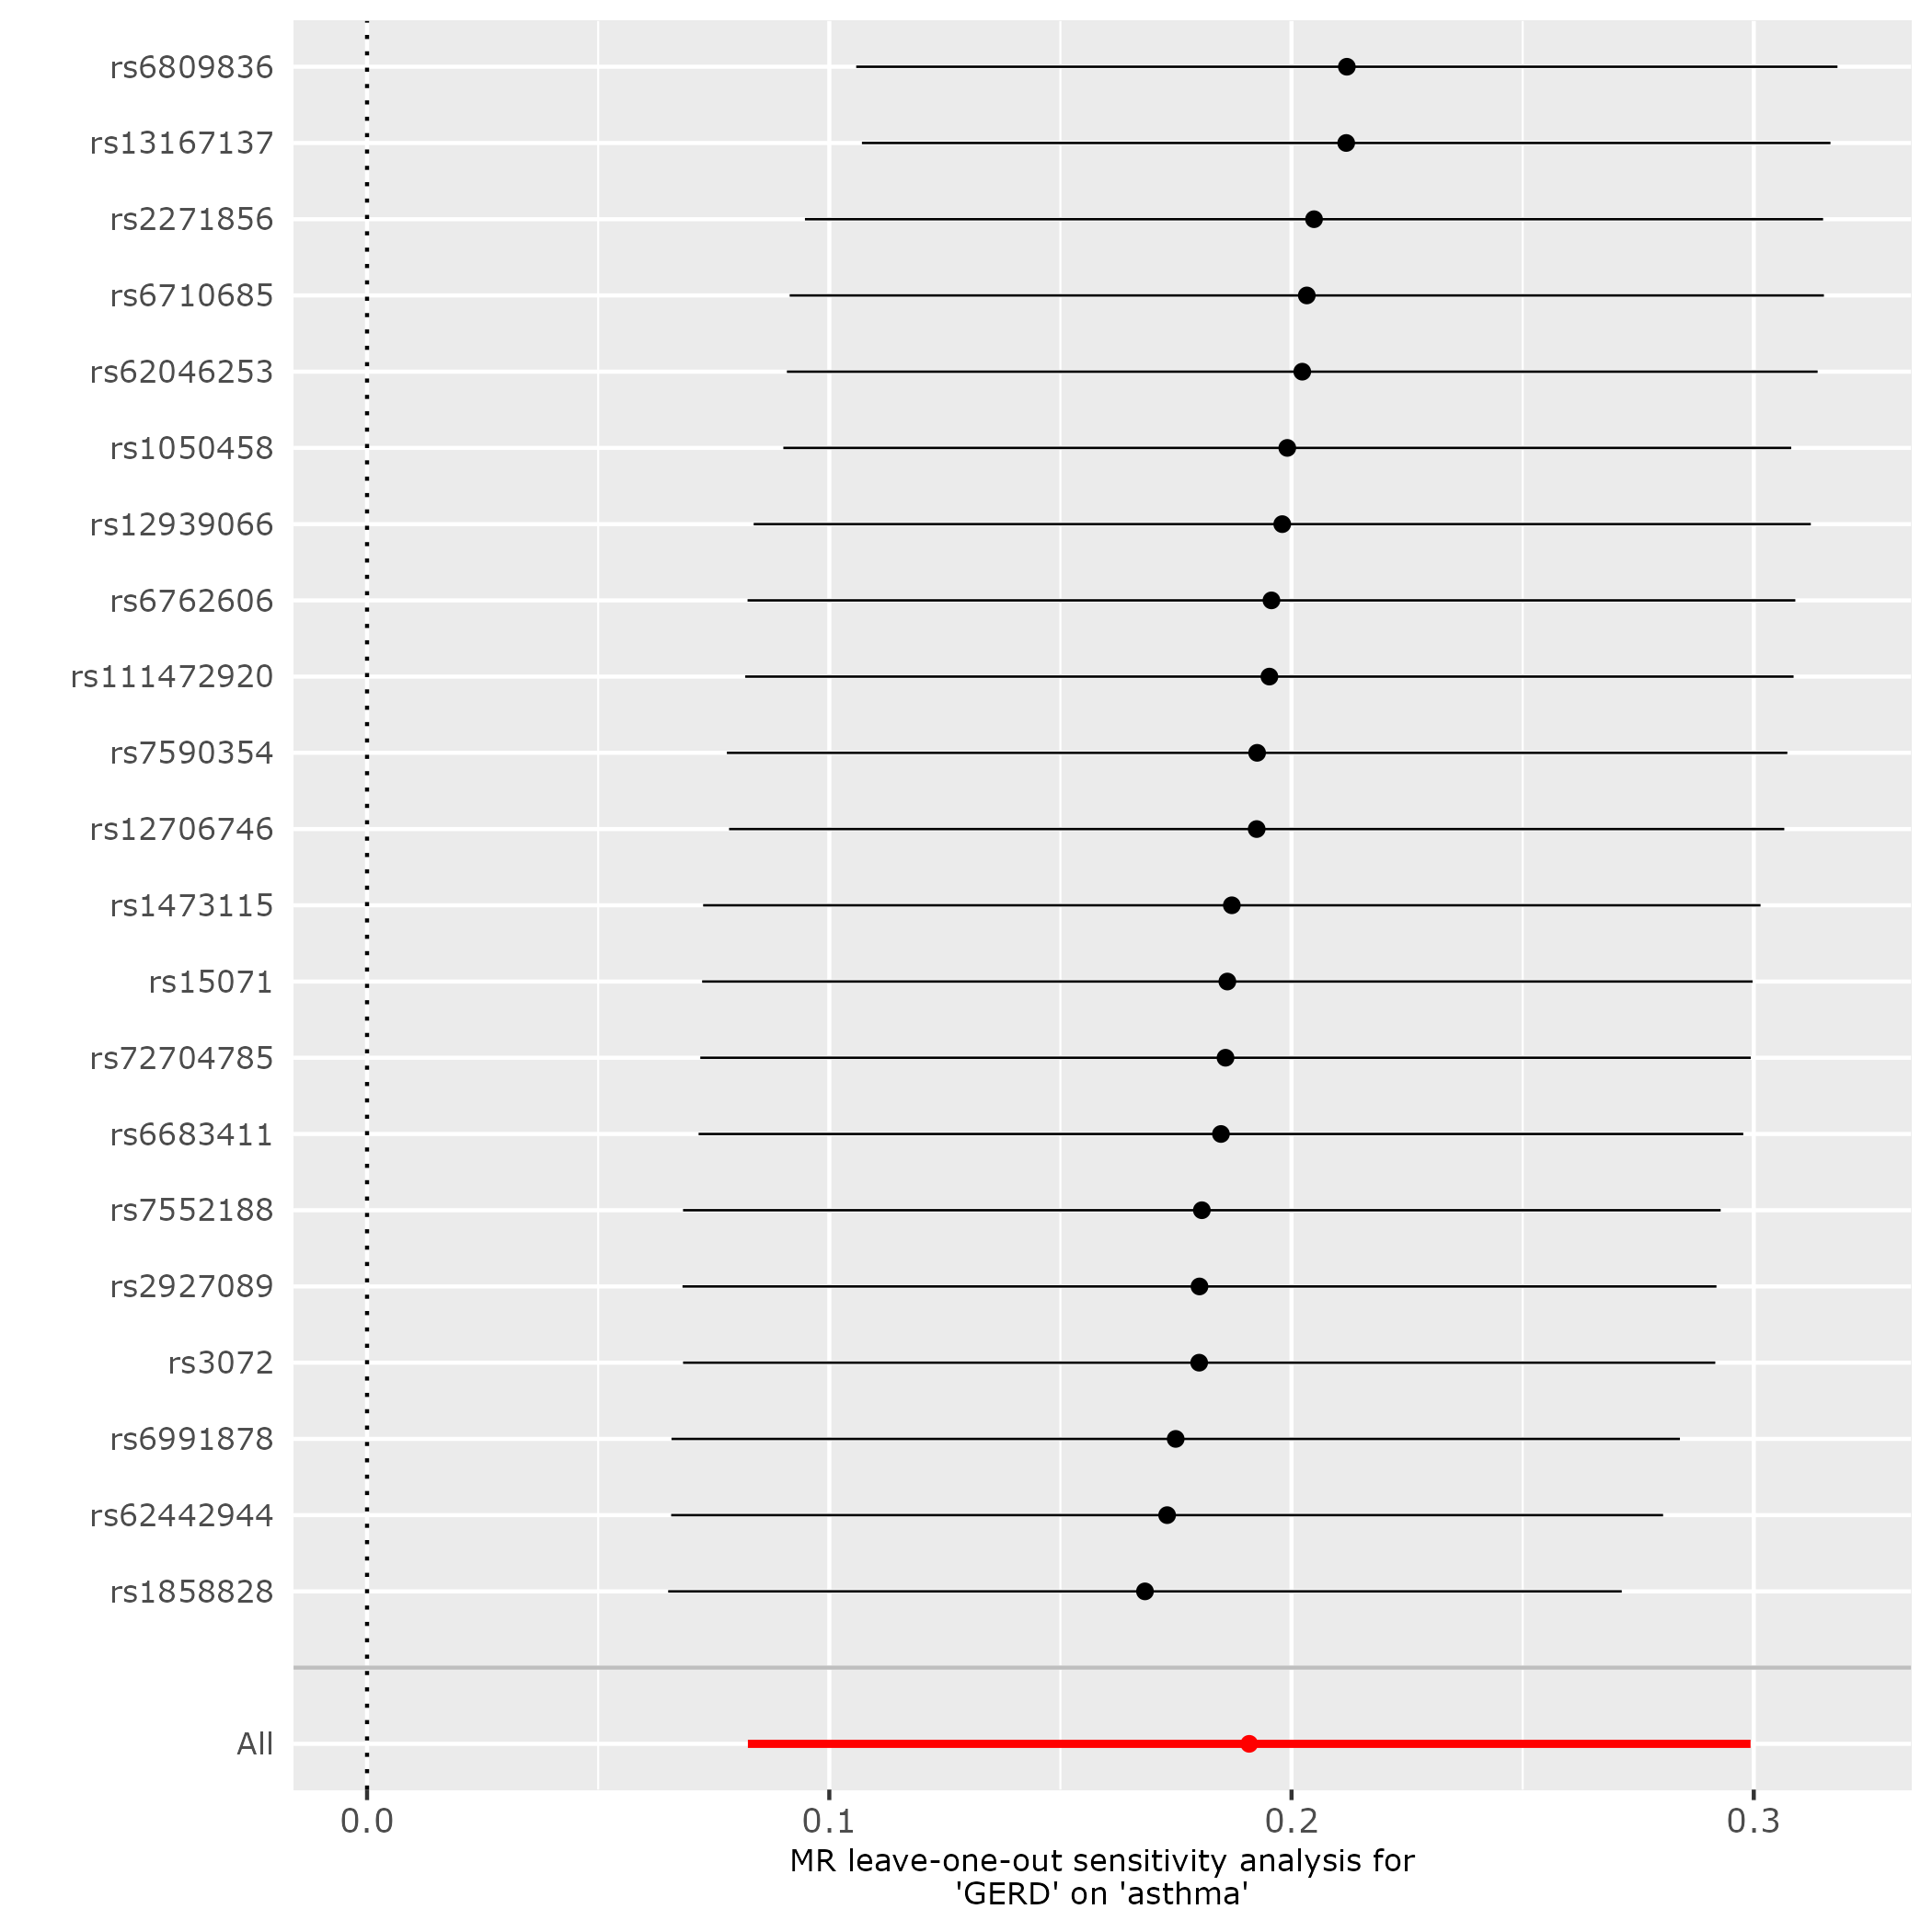 rs6809836
rs13167137
rs2271856
rs6710685
rs62046253
rs1050458
rs12939066
rs6762606
rs111472920
rs7590354
rs12706746
rs1473115
rs15071
rs72704785
rs6683411
rs7552188
rs2927089
rs3072
rs6991878
rs62442944
rs1858828
All
0.0 0.1 0.2 0.3
MR leave-one-out sensitivity analysis for
'GERD' on 'asthma'